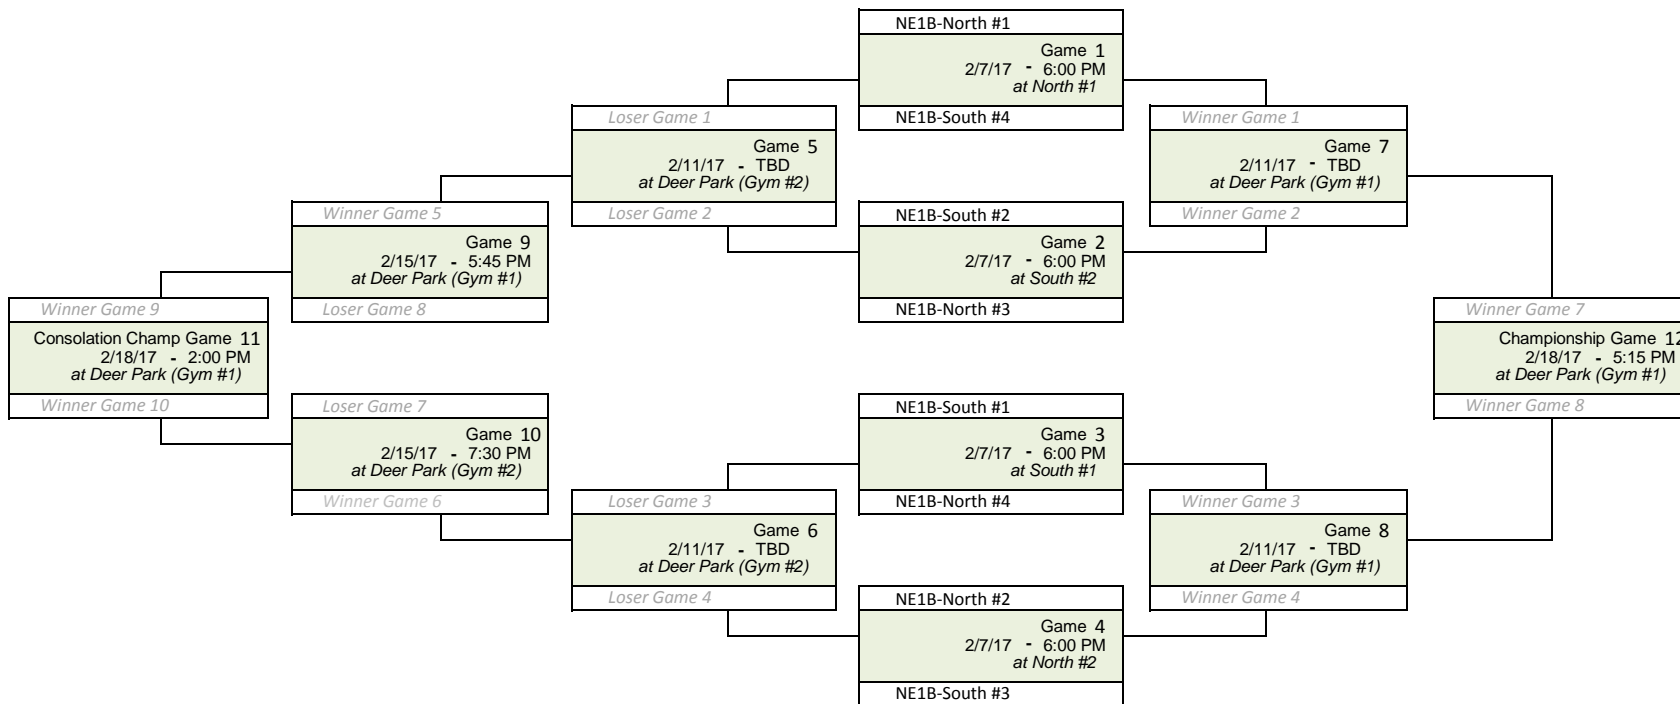 NE1B-North #1
Game 1
2/7/17 - 6:00 PM
at North #1
NE1B-South #4
Loser Game 1
Game 5
2/11/17 - TBD
at Deer Park (Gym #2)
Loser Game 2
Winner Game 1
Game 7
2/11/17 - TBD
at Deer Park (Gym #1)
Winner Game 2
Winner Game 5
Game 9
2/15/17 - 5:45 PM
at Deer Park (Gym #1)
Loser Game 8
NE1B-South #2
Game 2
2/7/17 - 6:00 PM
at South #2
NE1B-North #3
Winner Game 9
Consolation Champ Game 11
2/18/17 - 2:00 PM
at Deer Park (Gym #1)
Winner Game 10
Winner Game 7
Championship Game 12
2/18/17 - 5:15 PM
at Deer Park (Gym #1)
Winner Game 8
Loser Game 7
Game 10
2/15/17 - 7:30 PM
at Deer Park (Gym #2)
Winner Game 6
NE1B-South #1
Game 3
2/7/17 - 6:00 PM
at South #1
NE1B-North #4
Loser Game 3
Game 6
2/11/17 - TBD
at Deer Park (Gym #2)
Loser Game 4
Winner Game 3
Game 8
2/11/17 - TBD
at Deer Park (Gym #1)
Winner Game 4
NE1B-North #2
Game 4
2/7/17 - 6:00 PM
at North #2
NE1B-South #3